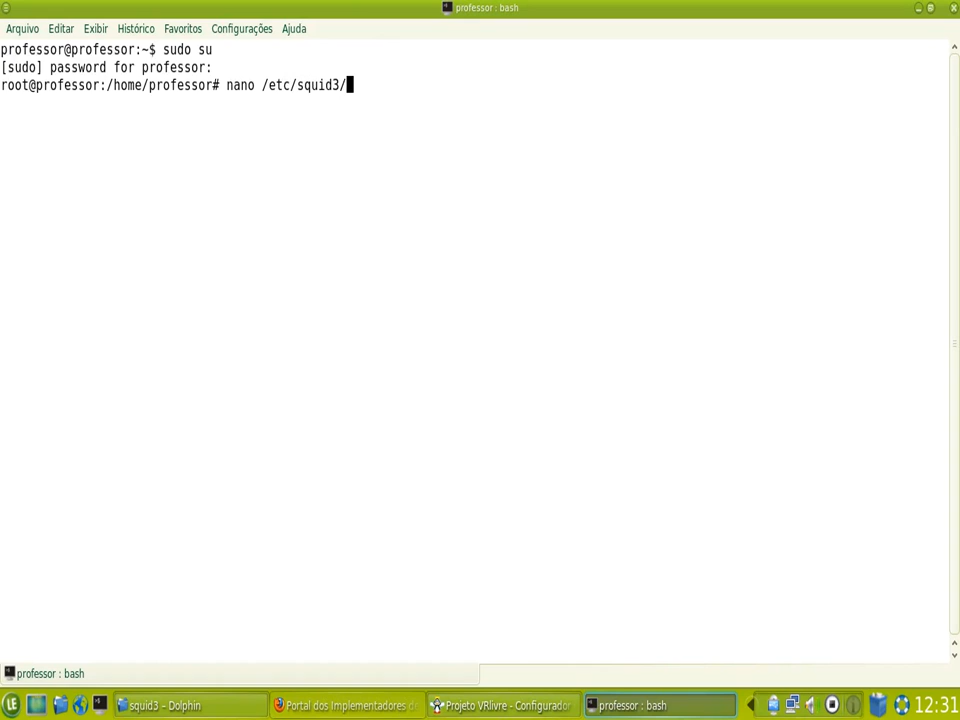 professor : bash
Arquivo Editar Exibir Histórico Favoritos Configurações Ajuda
professor@professor:~$ sudo su
[sudo] password for professor:
root@professor:/home/professor# nano /etc/squid3/
professor : bash
LE squid3 – Dolphin Portal dos Implementadores de Projeto VRlivre - Configurador professor : bash 12:31